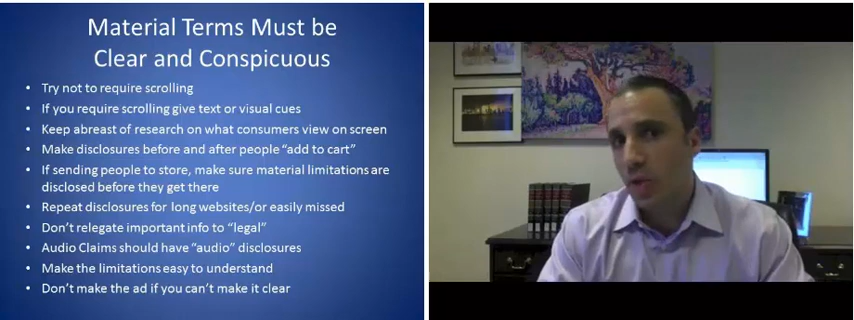 Material Terms Must be
Clear and Conspicuous
• Try not to require scrolling
• If you require scrolling give text or visual cues
• Keep abreast of research on what consumers view on screen
• Make disclosures before and after people “add to cart”
• If sending people to store, make sure material limitations are
disclosed before they get there
• Repeat disclosures for long websites/or easily missed
• Don’t relegate important info to “legal”
• Audio Claims should have “audio” disclosures
• Make the limitations easy to understand
• Don’t make the ad if you can’t make it clear